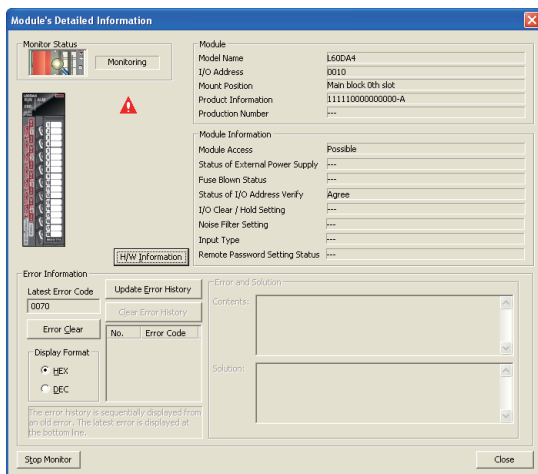 Module's Detailed Information
Monitor Status
Monitoring
Module
Model Name L60DA4
I/O Address 0010
Mount Position Main block 0th slot
Product Information 111110000000000-A
Production Number ---
Module Information
Module Access Possible
Status of External Power Supply ---
Fuse Blown Status ---
Status of I/O Address Verify Agree
I/O Clear / Hold Setting ---
Noise Filter Setting ---
Input Type ---
Remote Password Setting Status ---
H/W Information
Error Information
Latest Error Code
0070
Error Clear
Display Format
HEX
DEC
Update Error History
Clear Error History
No. Error Code
The error history is sequentially displayed from
an old error. The latest error is displayed at
the bottom line.
Error and Solution
Contents:
Solution:
Stop Monitor
Close